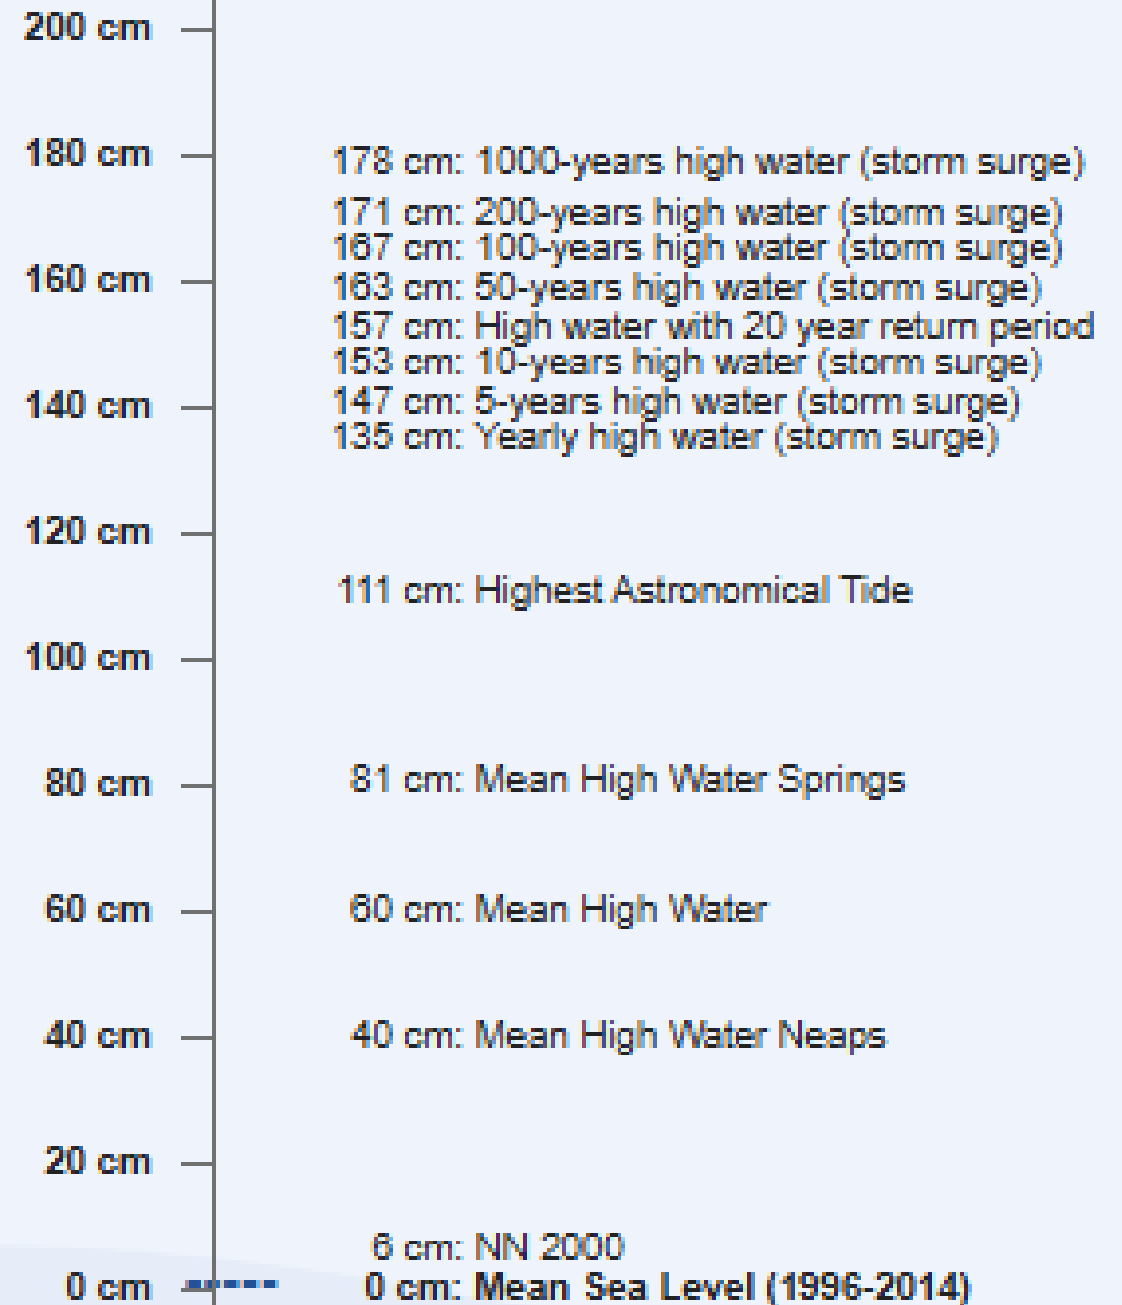 200 cm
180 cm
178 cm: 1000-years high water (storm surge)
171 cm: 200-years high water (storm surge)
167 cm: 100-years high water (storm surge)
160 cm
163 cm: 50-years high water (storm surge)
157 cm: High water with 20 year return period
153 cm: 10-years high water (storm surge)
140 cm
147 cm: 5-years high water (storm surge)
135 cm: Yearly high water (storm surge)
120 cm
111 cm: Highest Astronomical Tide
100 cm
80 cm
81 cm: Mean High Water Springs
60 cm
60 cm: Mean High Water
40 cm
40 cm: Mean High Water Neaps
20 cm
6 cm: NN 2000
0 cm
0 cm: Mean Sea Level (1996-2014)